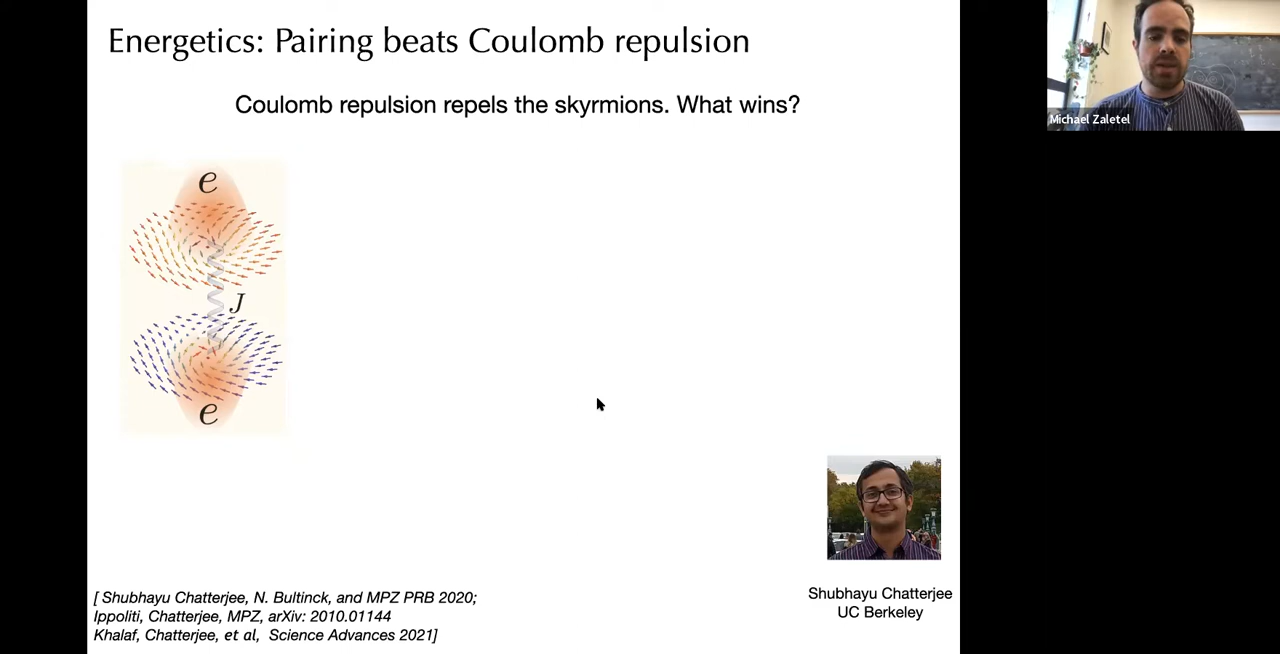 Energetics: Pairing beats Coulomb repulsion
Coulomb repulsion repels the skyrmions. What wins?
Michael Zaletel
e
J
e
Shubhayu Chatterjee
UC Berkeley
[ Shubhayu Chatterjee, N. Bultinck, and MPZ PRB 2020;
Ippoliti, Chatterjee, MPZ, arXiv: 2010.01144
Khalaf, Chatterjee, et al, Science Advances 2021]